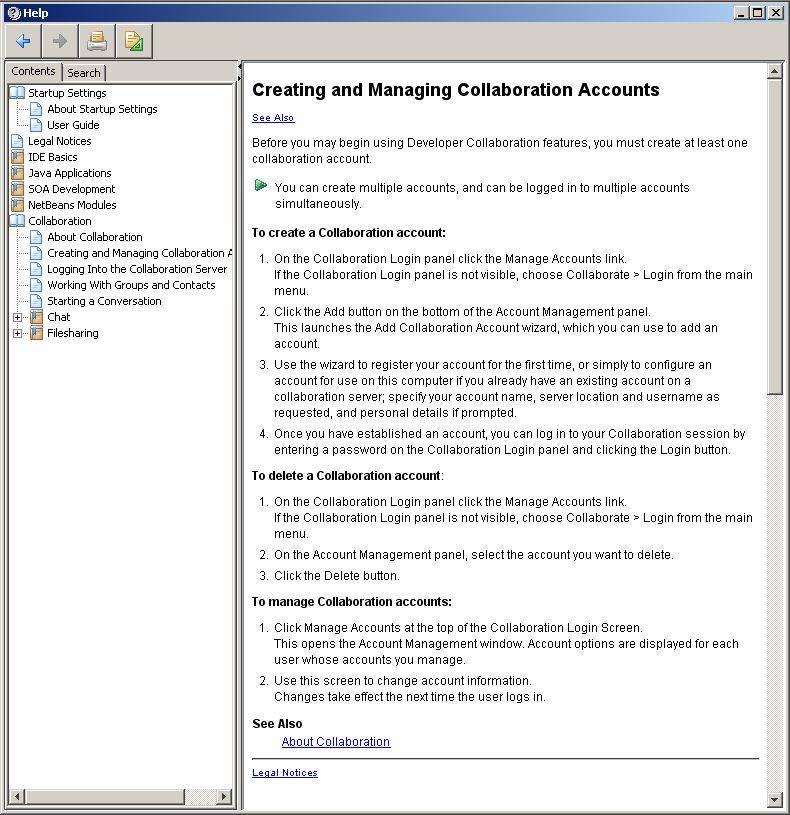 Help
Contents
Search
Startup Settings
About Startup Settings
User Guide
Legal Notices
IDE Basics
Java Applications
SOA Development
NetBeans Modules
Collaboration
About Collaboration
Creating and Managing Collaboration A
Logging Into the Collaboration Server
Working With Groups and Contacts
Starting a Conversation
Chat
Filesharing
Creating and Managing Collaboration Accounts
See Also
Before you may begin using Developer Collaboration features, you must create at least one
collaboration account.
You can create multiple accounts, and can be logged in to multiple accounts
simultaneously.
To create a Collaboration account:
1. On the Collaboration Login panel click the Manage Accounts link.
If the Collaboration Login panel is not visible, choose Collaborate > Login from the main
menu.
2. Click the Add button on the bottom of the Account Management panel.
This launches the Add Collaboration Account wizard, which you can use to add an
account.
3. Use the wizard to register your account for the first time, or simply to configure an
account for use on this computer if you already have an existing account on a
collaboration server; specify your account name, server location and username as
requested, and personal details if prompted.
4. Once you have established an account, you can log in to your Collaboration session by
entering a password on the Collaboration Login panel and clicking the Login button.
To delete a Collaboration account:
1. On the Collaboration Login panel click the Manage Accounts link.
If the Collaboration Login panel is not visible, choose Collaborate > Login from the main
menu.
2. On the Account Management panel, select the account you want to delete.
3. Click the Delete button.
To manage Collaboration accounts:
1. Click Manage Accounts at the top of the Collaboration Login Screen.
This opens the Account Management window. Account options are displayed for each
user whose accounts you manage.
2. Use this screen to change account information.
Changes take effect the next time the user logs in.
See Also
About Collaboration
Legal Notices